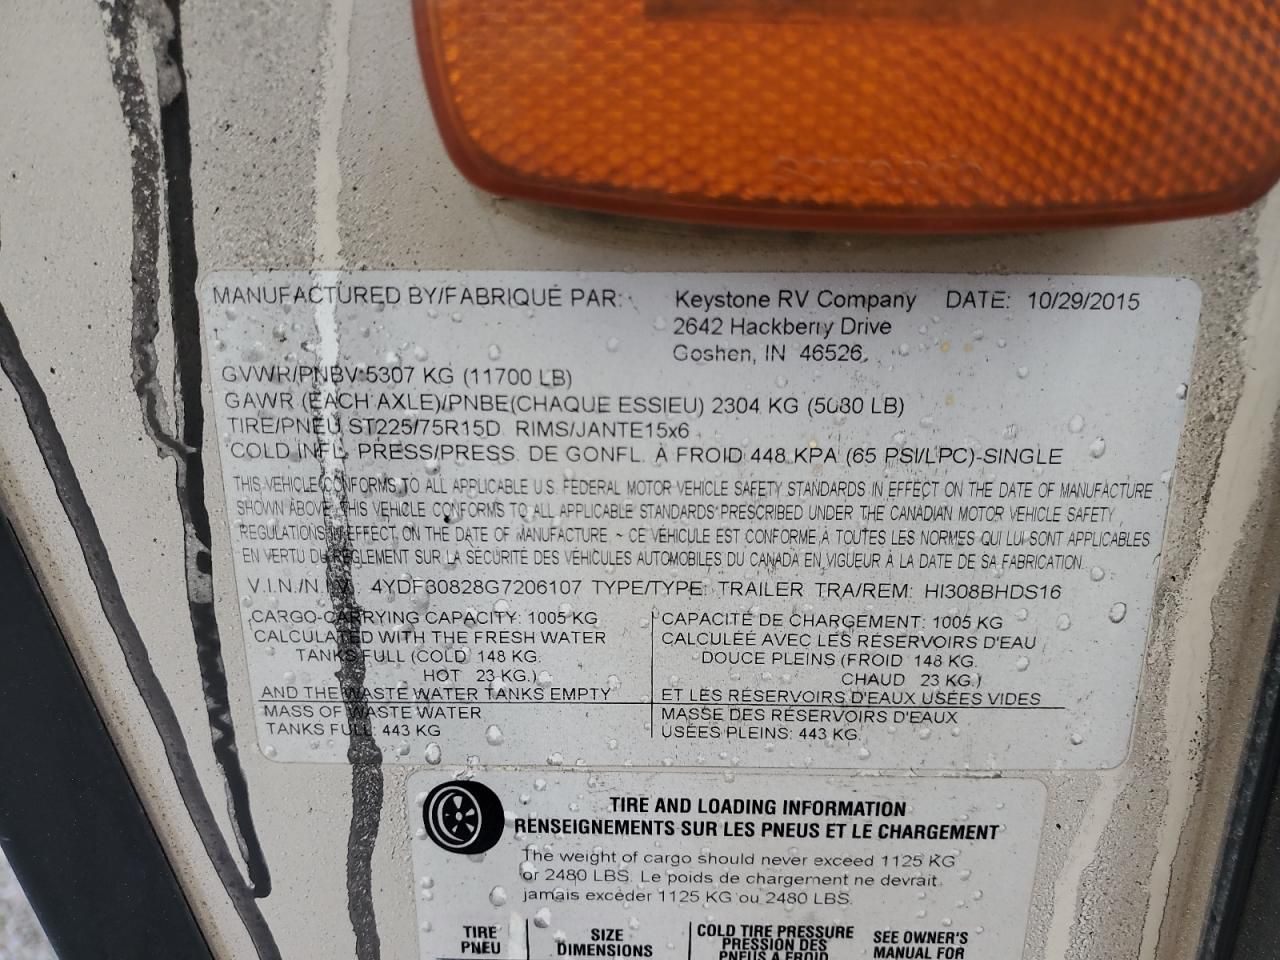 MANUFACTURED BY/FABRIQUÉ PAR: Keystone RV Company DATE: 10/29/2015
2642 Hackberry Drive
Goshen, IN 46526
GVWR/PNBV 5307 KG (11700 LB)
GAWR (EACH AXLE)/PNBE(CHAQUE ESSIEU) 2304 KG (5080 LB)
TIRE/PNEU ST225/75R15D RIMS/JANTE15x6
COLD INFL. PRESS/PRESS. DE GONFL. À FROID 448 KPA (65 PSI/LPC)-SINGLE
THIS VEHICLE CONFORMS TO ALL APPLICABLE U.S. FEDERAL MOTOR VEHICLE SAFETY STANDARDS IN EFFECT ON THE DATE OF MANUFACTURE
SHOWN ABOVE. THIS VEHICLE CONFORMS TO ALL APPLICABLE STANDARDS PRESCRIBED UNDER THE CANADIAN MOTOR VEHICLE SAFETY
REGULATIONS IN EFFECT ON THE DATE OF MANUFACTURE. ~ CE VÉHICULE EST CONFORME À TOUTES LES NORMES QUI LUI SONT APPLICABLES
EN VERTU DU RÈGLEMENT SUR LA SÉCURITÉ DES VÉHICULES AUTOMOBILES DU CANADA EN VIGUEUR À LA DATE DE SA FABRICATION.
V.I.N./N.I.V. 4YDF30828G7206107 TYPE/TYPE: TRAILER TRA/REM: HI308BHDS16
CARGO-CARRYING CAPACITY: 1005 KG
CALCULATED WITH THE FRESH WATER
TANKS FULL (COLD 148 KG.
HOT 23 KG.)
AND THE WASTE WATER TANKS EMPTY
MASS OF WASTE WATER
TANKS FULL: 443 KG
CAPACITÉ DE CHARGEMENT: 1005 KG
CALCULÉE AVEC LES RÉSERVOIRS D'EAU
DOUCE PLEINS (FROID 148 KG.
CHAUD 23 KG.)
ET LES RÉSERVOIRS D'EAUX USÉES VIDES
MASSE DES RÉSERVOIRS D'EAUX
USÉES PLEINS: 443 KG.
TIRE AND LOADING INFORMATION
RENSEIGNEMENTS SUR LES PNEUS ET LE CHARGEMENT
The weight of cargo should never exceed 1125 KG
or 2480 LBS. Le poids de chargement ne devrait
jamais excéder 1125 KG ou 2480 LBS.
TIRE
PNEU
SIZE
DIMENSIONS
COLD TIRE PRESSURE
PRESSION DES
PNEUS A FROID
SEE OWNER'S
MANUAL FOR